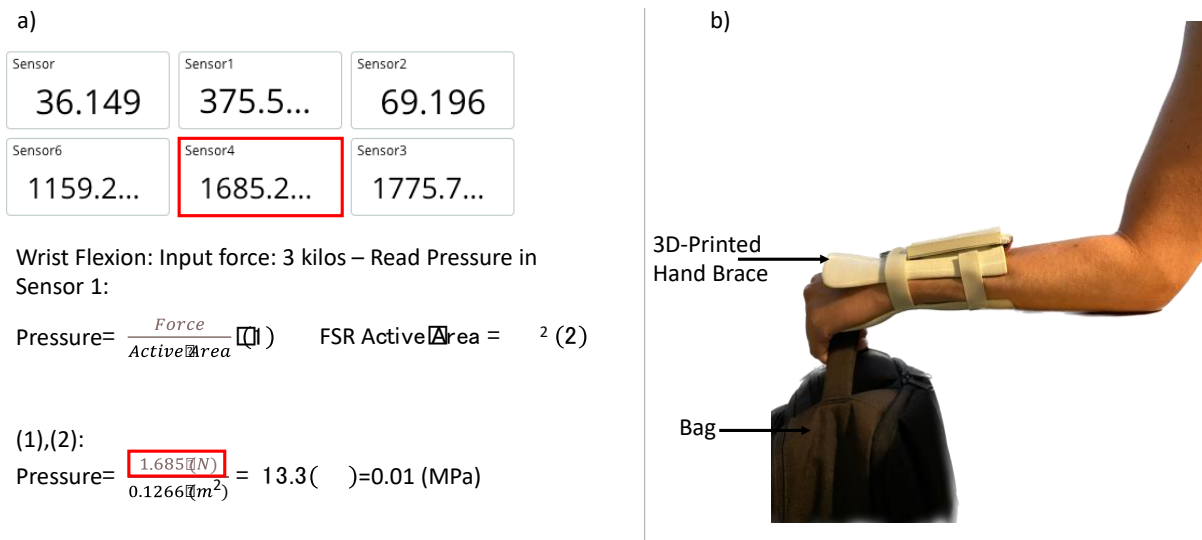 a)
b)
Sensor
36.149
Sensor1
375.5...
Sensor2
69.196
Sensor6
1159.2...
Sensor4
1685.2...
Sensor3
1775.7...
Wrist Flexion: Input force: 3 kilos – Read Pressure in
Sensor 1:
Pressure= Force / Active Area (1) FSR Active Area = ² (2)
(1),(2):
Pressure= 1.685 (N) / 0.1266 (m²) = 13.3( )=0.01 (MPa)
3D-Printed
Hand Brace
Bag